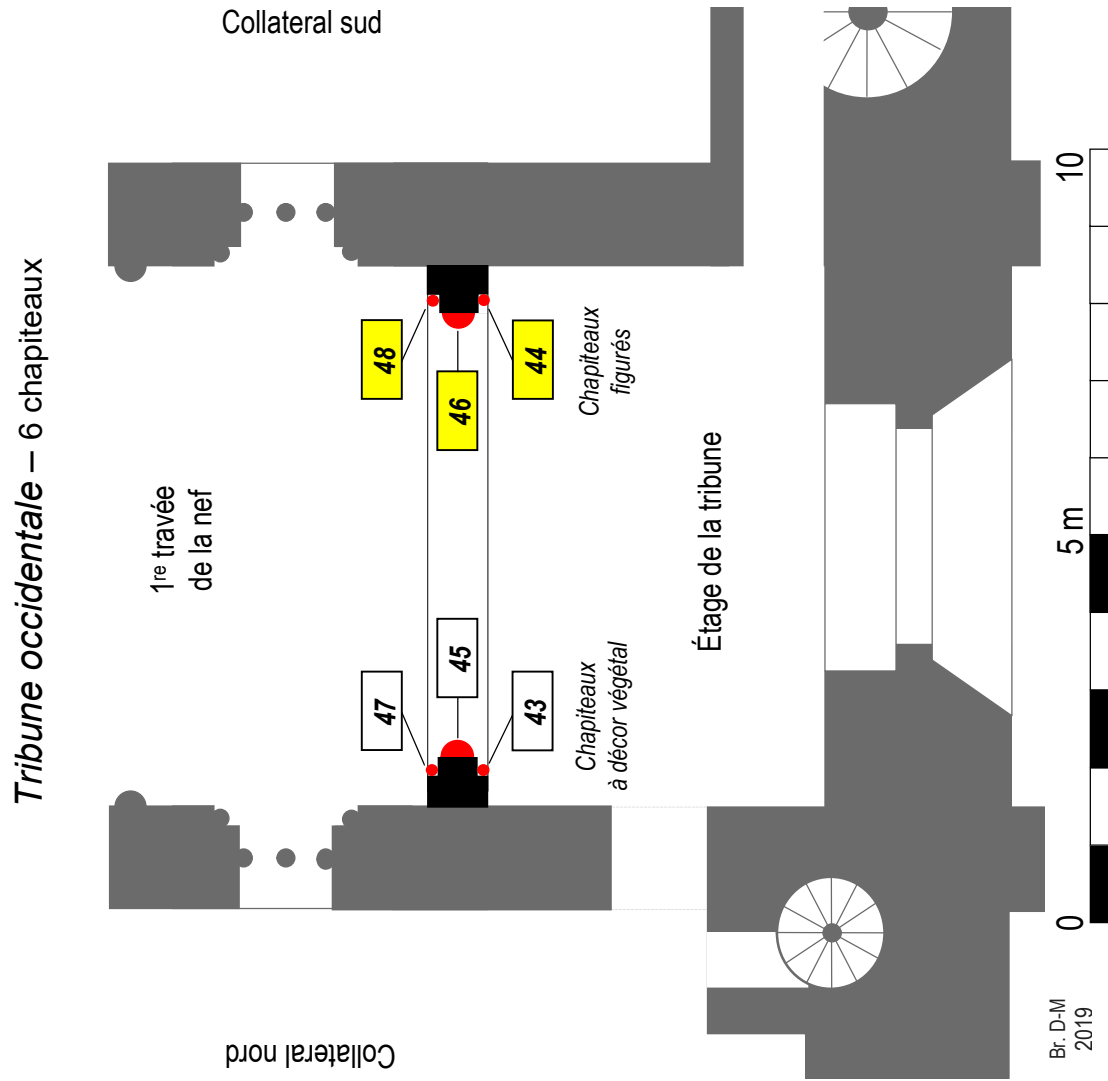 Tribune occidentale – 6 chapiteaux
Collateral sud
1re travée
de la nef
48
46
44
Chapiteaux
figurés
47
45
43
Chapiteaux
à décor végétal
Étage de la tribune
Collateral nord
0
5 m
10
Br. D-M
2019